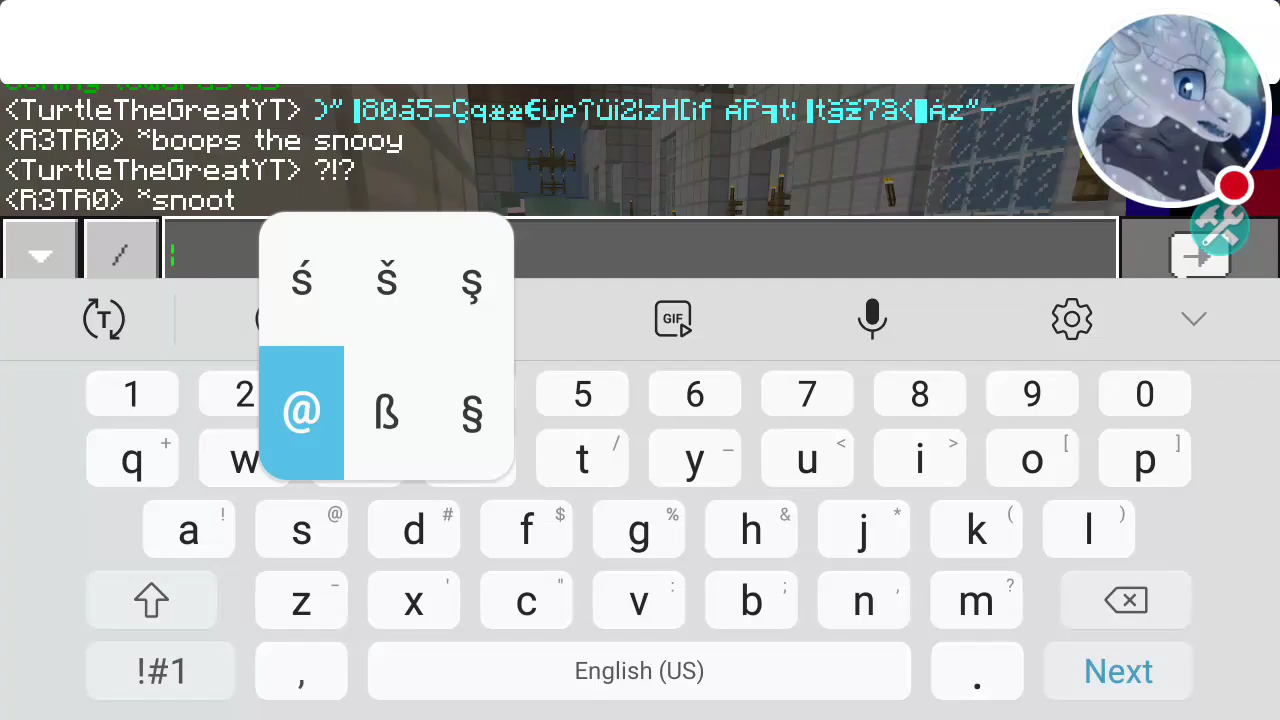 <TurtleTheGreatYT>
<R3TR0> *boops the snooy
<TurtleTheGreatYT> ?!?
<R3TR0> *snoot
/
ś š ş
@ ß §
T GIF
1 2 5 6 7 8 9 0
q + w t / y _ u < i > o [ p ]
a ! s @ d # f $ g % h & j * k ( l )
z - x ' c " v : b ; n , m ?
!#1 , English (US) . Next